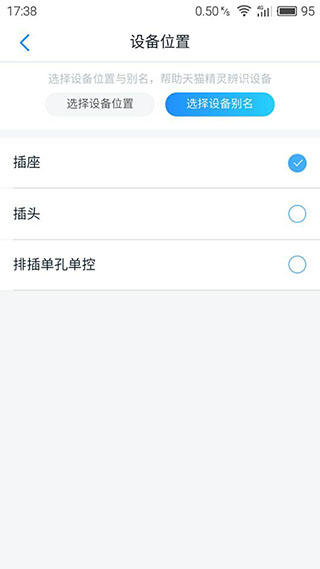 17:38 0.50 K/s 4G 95
设备位置
选择设备位置与别名，帮助天猫精灵辨识设备
选择设备位置 选择设备别名
插座
插头
排插单孔单控